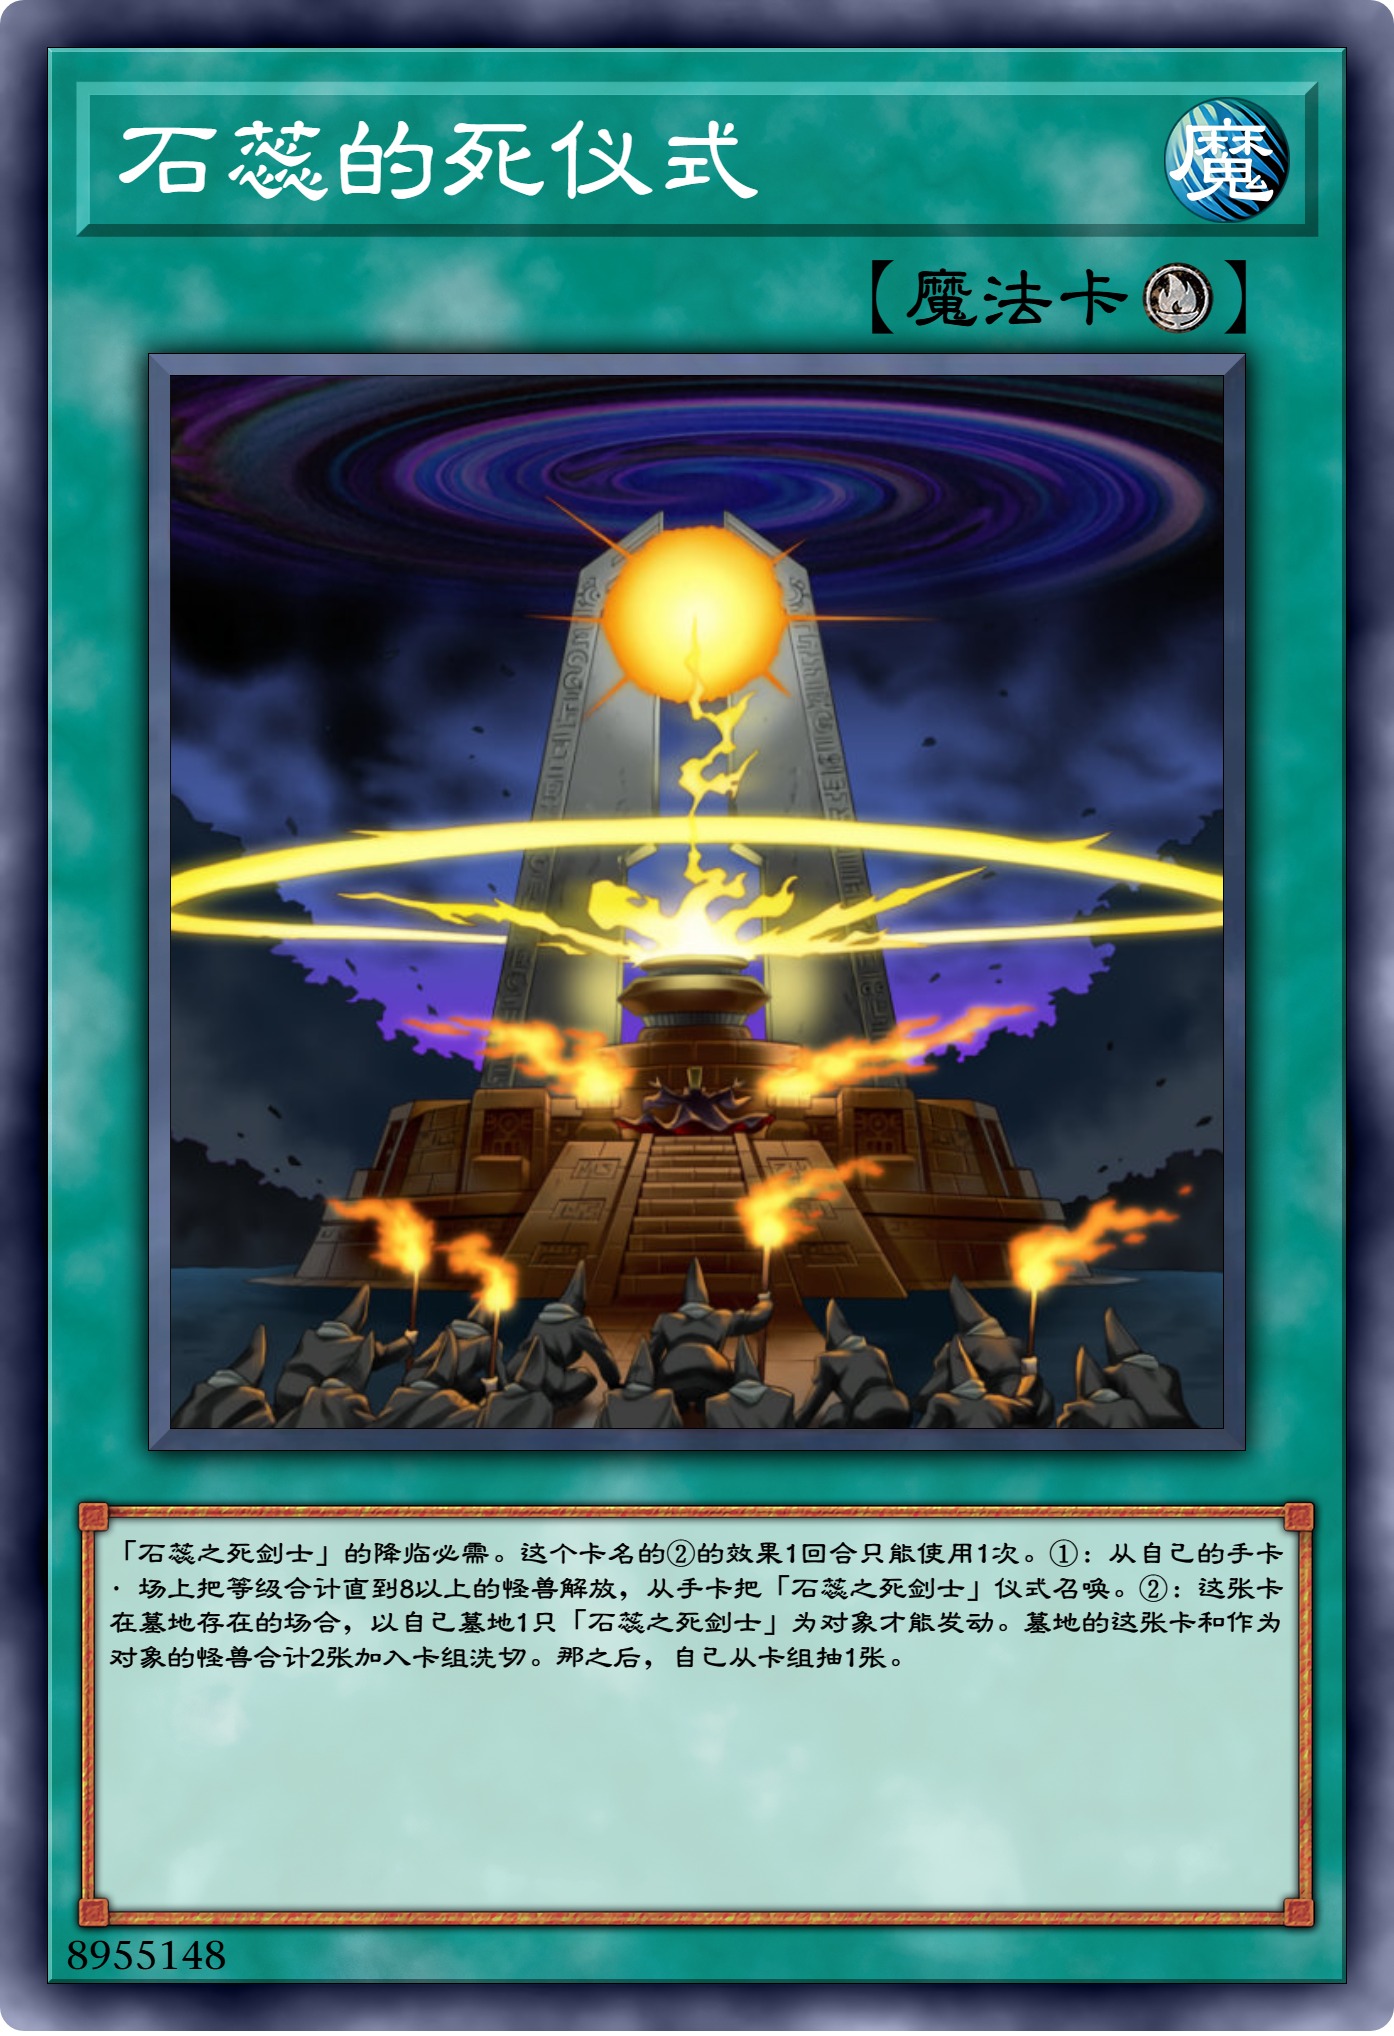 石蕊的死仪式
魔
【魔法卡】
「石蕊之死剑士」的降临必需。这个卡名的②的效果1回合只能使用1次。①：从自己的手卡
·场上把等级合计直到8以上的怪兽解放，从手卡把「石蕊之死剑士」仪式召唤。②：这张卡
在墓地存在的场合，以自己墓地1只「石蕊之死剑士」为对象才能发动。墓地的这张卡和作为
对象的怪兽合计2张加入卡组洗切。那之后，自己从卡组抽1张。
8955148